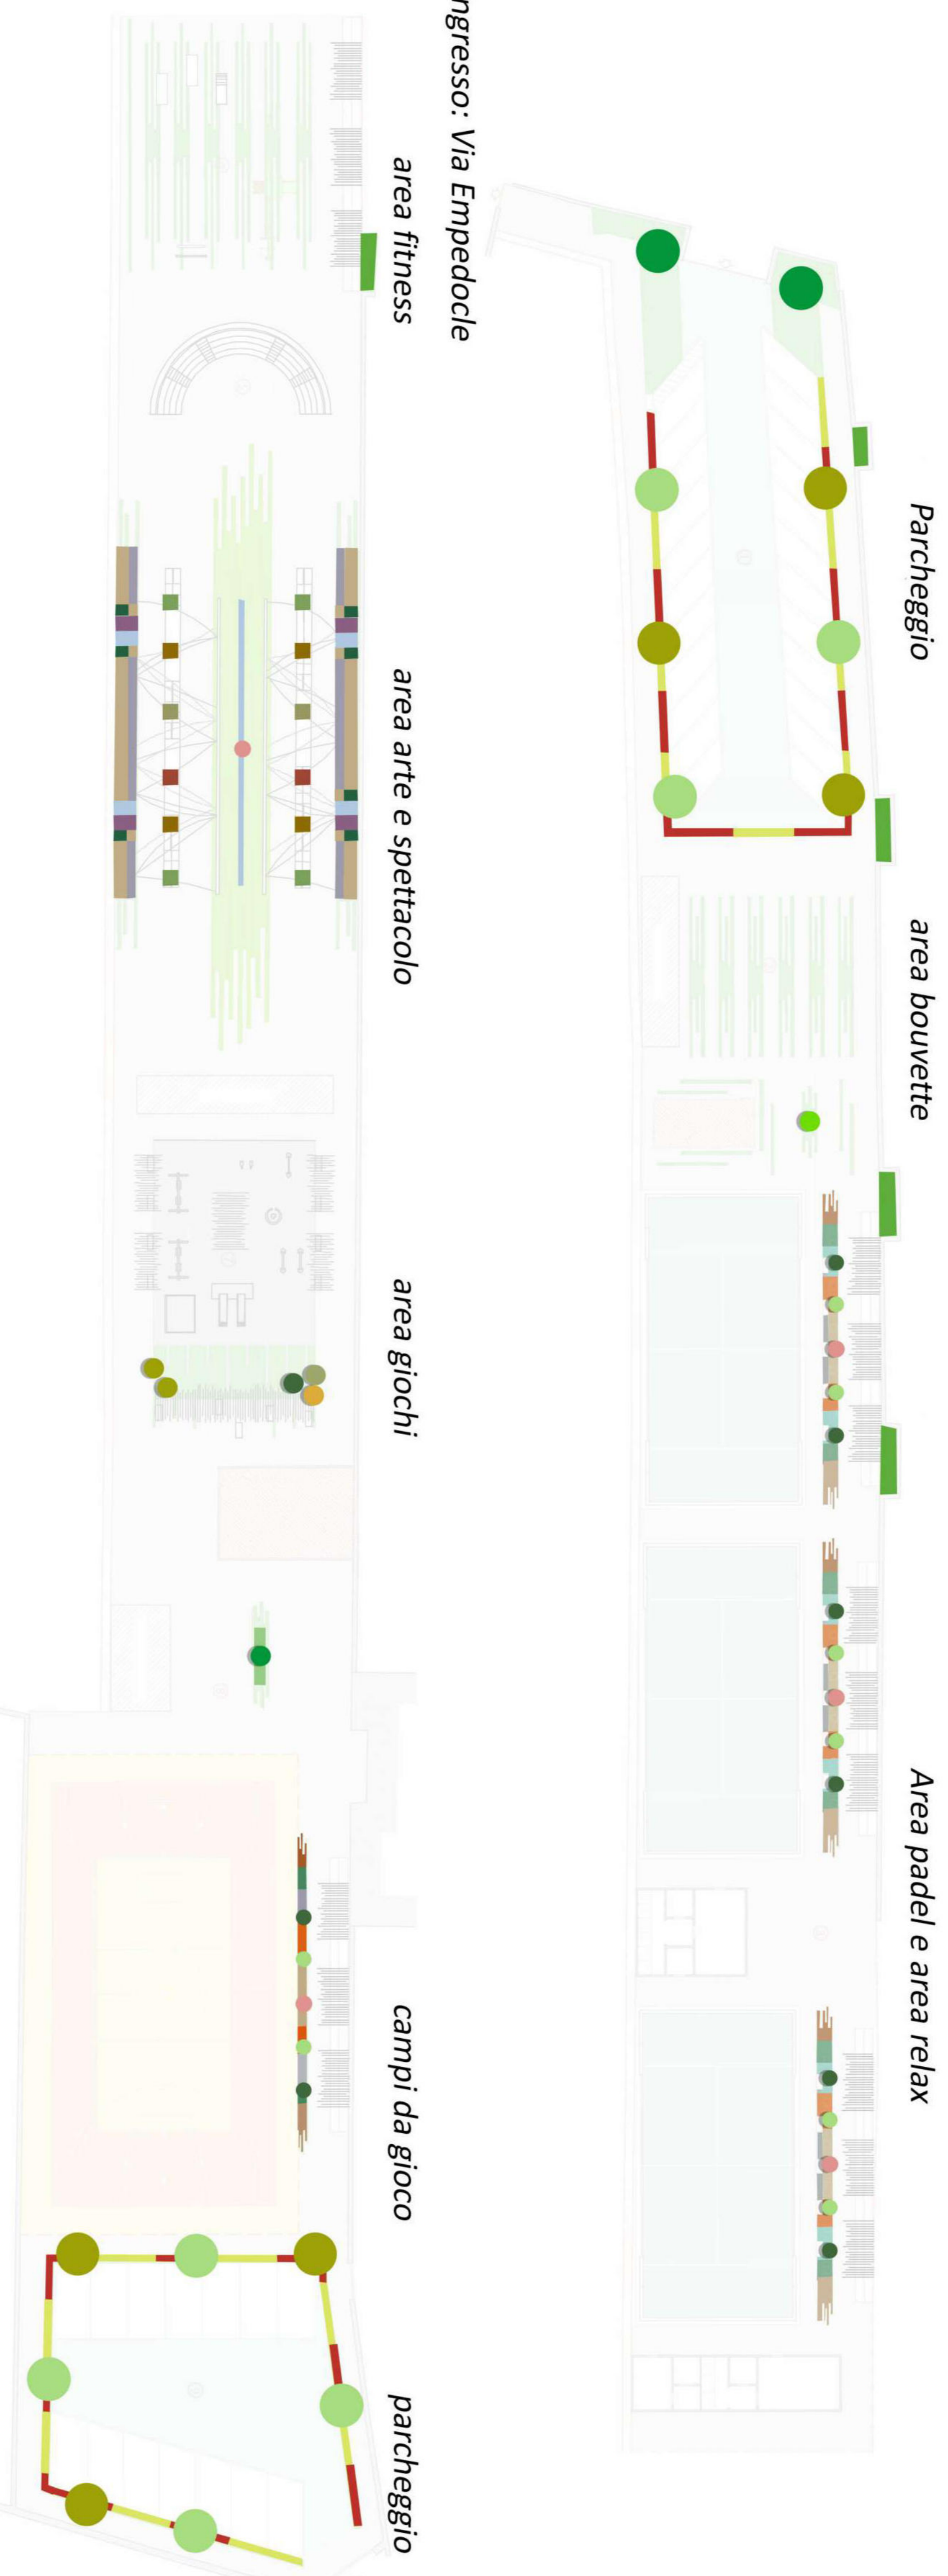 Parcheggio
area bouvette
Area padel e area relax
ngresso: Via Empedocle
area fitness
area arte e spettacolo
area giochi
campi da gioco
parcheggio